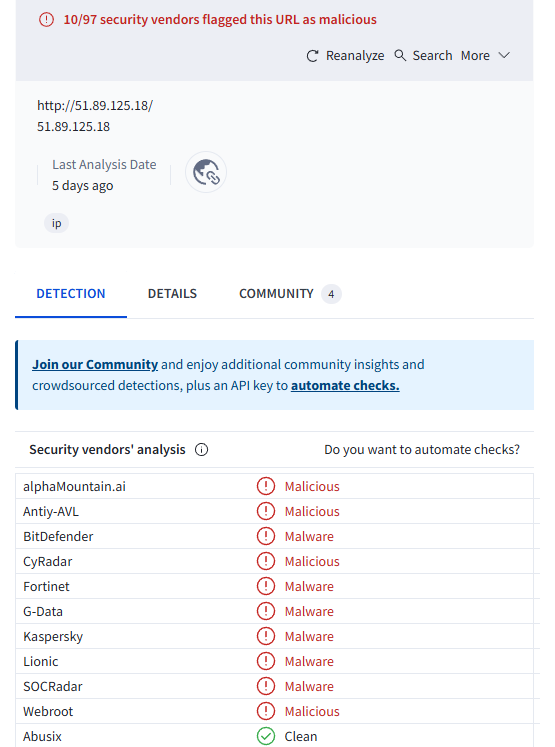 10/97 security vendors flagged this URL as malicious
Reanalyze Search More
http://51.89.125.18/
51.89.125.18
Last Analysis Date
5 days ago
ip
DETECTION DETAILS COMMUNITY 4
Join our Community and enjoy additional community insights and
crowdsourced detections, plus an API key to automate checks.
Security vendors' analysis Do you want to automate checks?
alphaMountain.ai Malicious
Antiy-AVL Malicious
BitDefender Malware
CyRadar Malicious
Fortinet Malware
G-Data Malware
Kaspersky Malware
Lionic Malware
SOCRadar Malware
Webroot Malicious
Abusix Clean